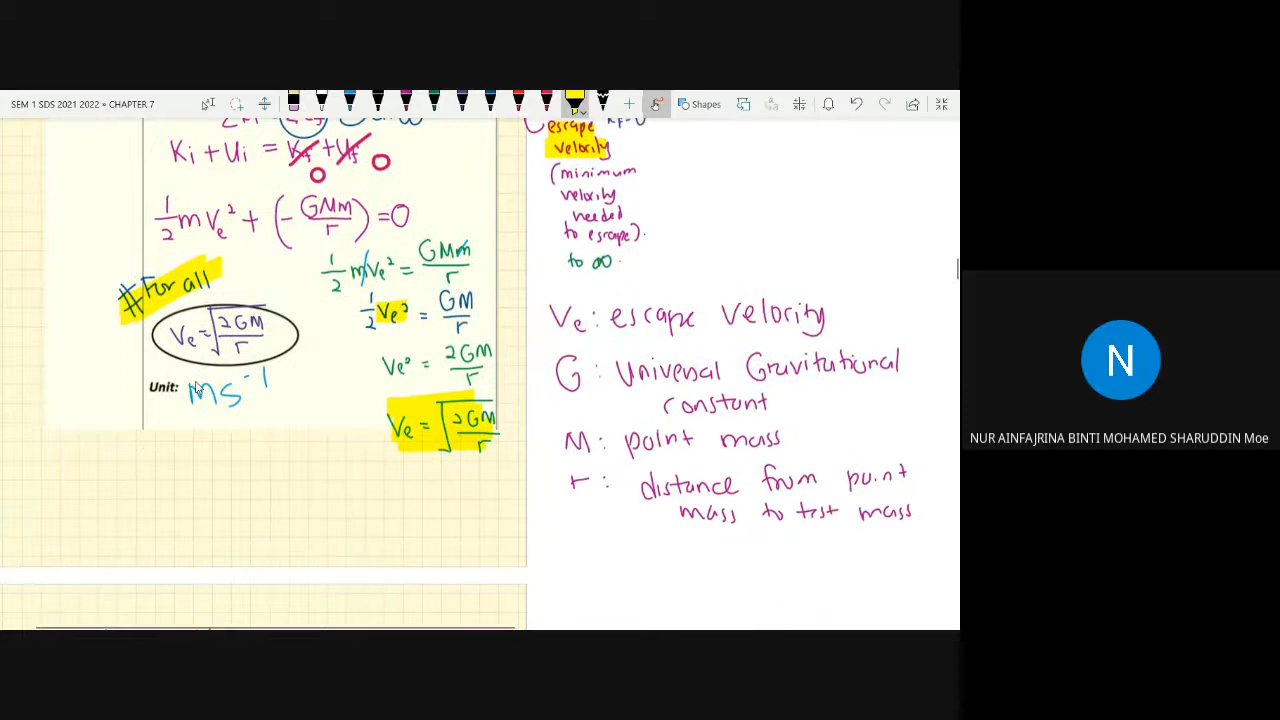 SEM 1 SDS 2021 2022 » CHAPTER 7
Shapes
Ki + Ui = Kf + Uf
0 0
1/2 mVe² + (- GMm/r) = 0
#For all
Ve = √(2GM/r)
Unit: ms⁻¹
1/2 mVe² = GMm/r
1/2 Ve² = GM/r
Ve² = 2GM/r
Ve = √(2GM/r)
escape Kf=0
velocity
(minimum
velocity
needed
to escape).
to ∞.
Ve: escape velocity
G: Universal Gravitational
constant
M: point mass
r: distance from point
mass to test mass
N
NUR AINFAJRINA BINTI MOHAMED SHARUDDIN Moe